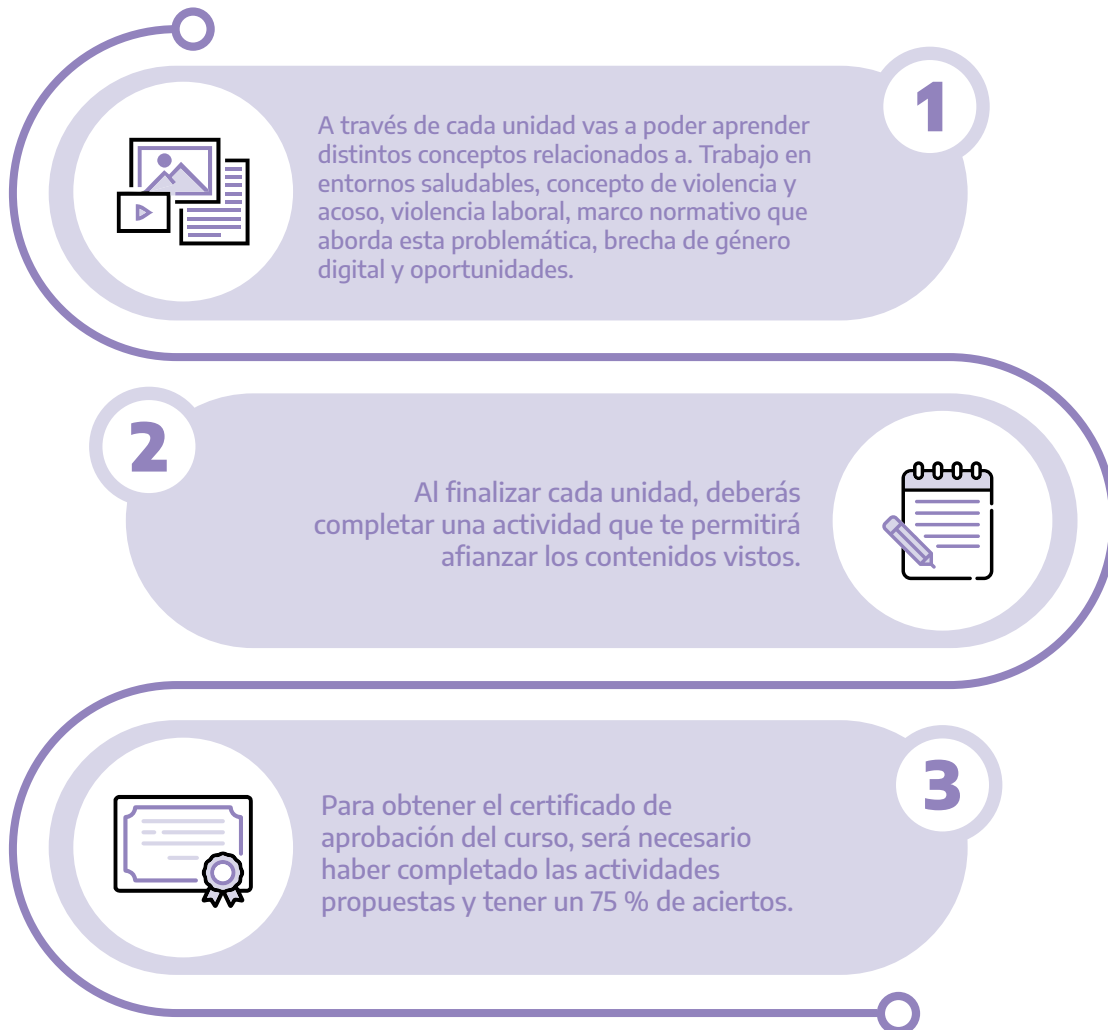 1
A través de cada unidad vas a poder aprender
distintos conceptos relacionados a. Trabajo en
entornos saludables, concepto de violencia y
acoso, violencia laboral, marco normativo que
aborda esta problemática, brecha de género
digital y oportunidades.
2
Al finalizar cada unidad, deberás
completar una actividad que te permitirá
afianzar los contenidos vistos.
3
Para obtener el certificado de
aprobación del curso, será necesario
haber completado las actividades
propuestas y tener un 75 % de aciertos.